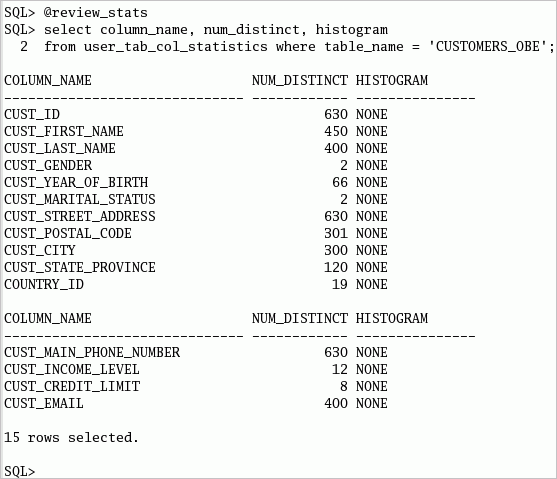 SQL> @review_stats
SQL> select column_name, num_distinct, histogram
  2  from user_tab_col_statistics where table_name = 'CUSTOMERS_OBE';
COLUMN_NAME                    NUM_DISTINCT HISTOGRAM
------------------------------ ------------ ---------------
CUST_ID                                 630 NONE
CUST_FIRST_NAME                         450 NONE
CUST_LAST_NAME                          400 NONE
CUST_GENDER                               2 NONE
CUST_YEAR_OF_BIRTH                       66 NONE
CUST_MARITAL_STATUS                       2 NONE
CUST_STREET_ADDRESS                     630 NONE
CUST_POSTAL_CODE                        301 NONE
CUST_CITY                               300 NONE
CUST_STATE_PROVINCE                     120 NONE
COUNTRY_ID                               19 NONE
COLUMN_NAME                    NUM_DISTINCT HISTOGRAM
------------------------------ ------------ ---------------
CUST_MAIN_PHONE_NUMBER                  630 NONE
CUST_INCOME_LEVEL                        12 NONE
CUST_CREDIT_LIMIT                         8 NONE
CUST_EMAIL                              400 NONE
15 rows selected.
SQL>